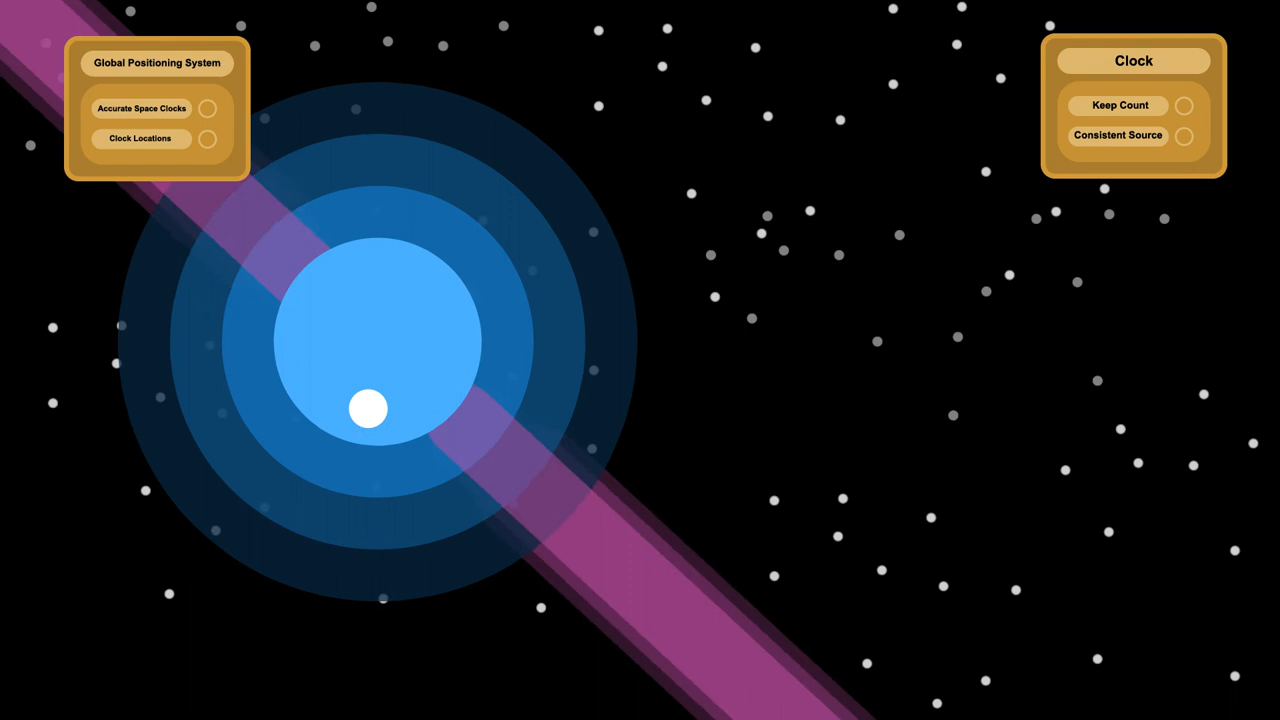 Global Positioning System
Accurate Space Clocks
Clock Locations
Clock
Keep Count
Consistent Source